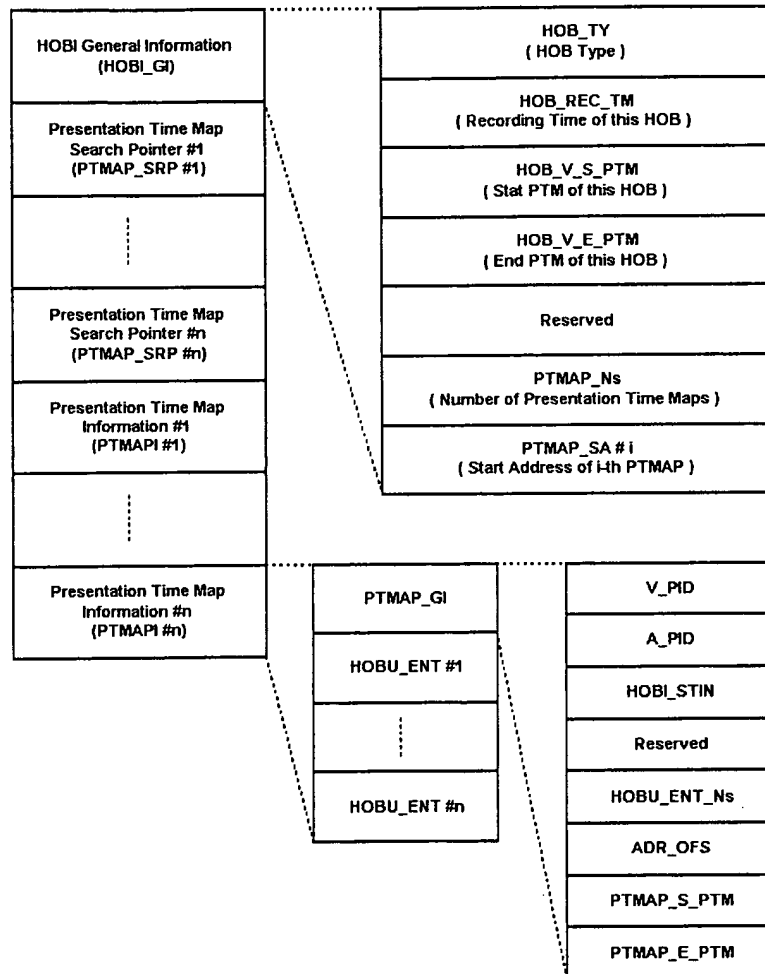 HOBI General Information
(HOBI_GI)
Presentation Time Map
Search Pointer #1
(PTMAP_SRP #1)
Presentation Time Map
Search Pointer #n
(PTMAP_SRP #n)
Presentation Time Map
Information #1
(PTMAPI #1)
Presentation Time Map
Information #n
(PTMAPI #n)
HOB_TY
( HOB Type )
HOB_REC_TM
( Recording Time of this HOB )
HOB_V_S_PTM
( Stat PTM of this HOB )
HOB_V_E_PTM
( End PTM of this HOB )
Reserved
PTMAP_Ns
( Number of Presentation Time Maps )
PTMAP_SA # i
( Start Address of i-th PTMAP )
PTMAP_GI
HOBU_ENT #1
HOBU_ENT #n
V_PID
A_PID
HOBI_STIN
Reserved
HOBU_ENT_Ns
ADR_OFS
PTMAP_S_PTM
PTMAP_E_PTM